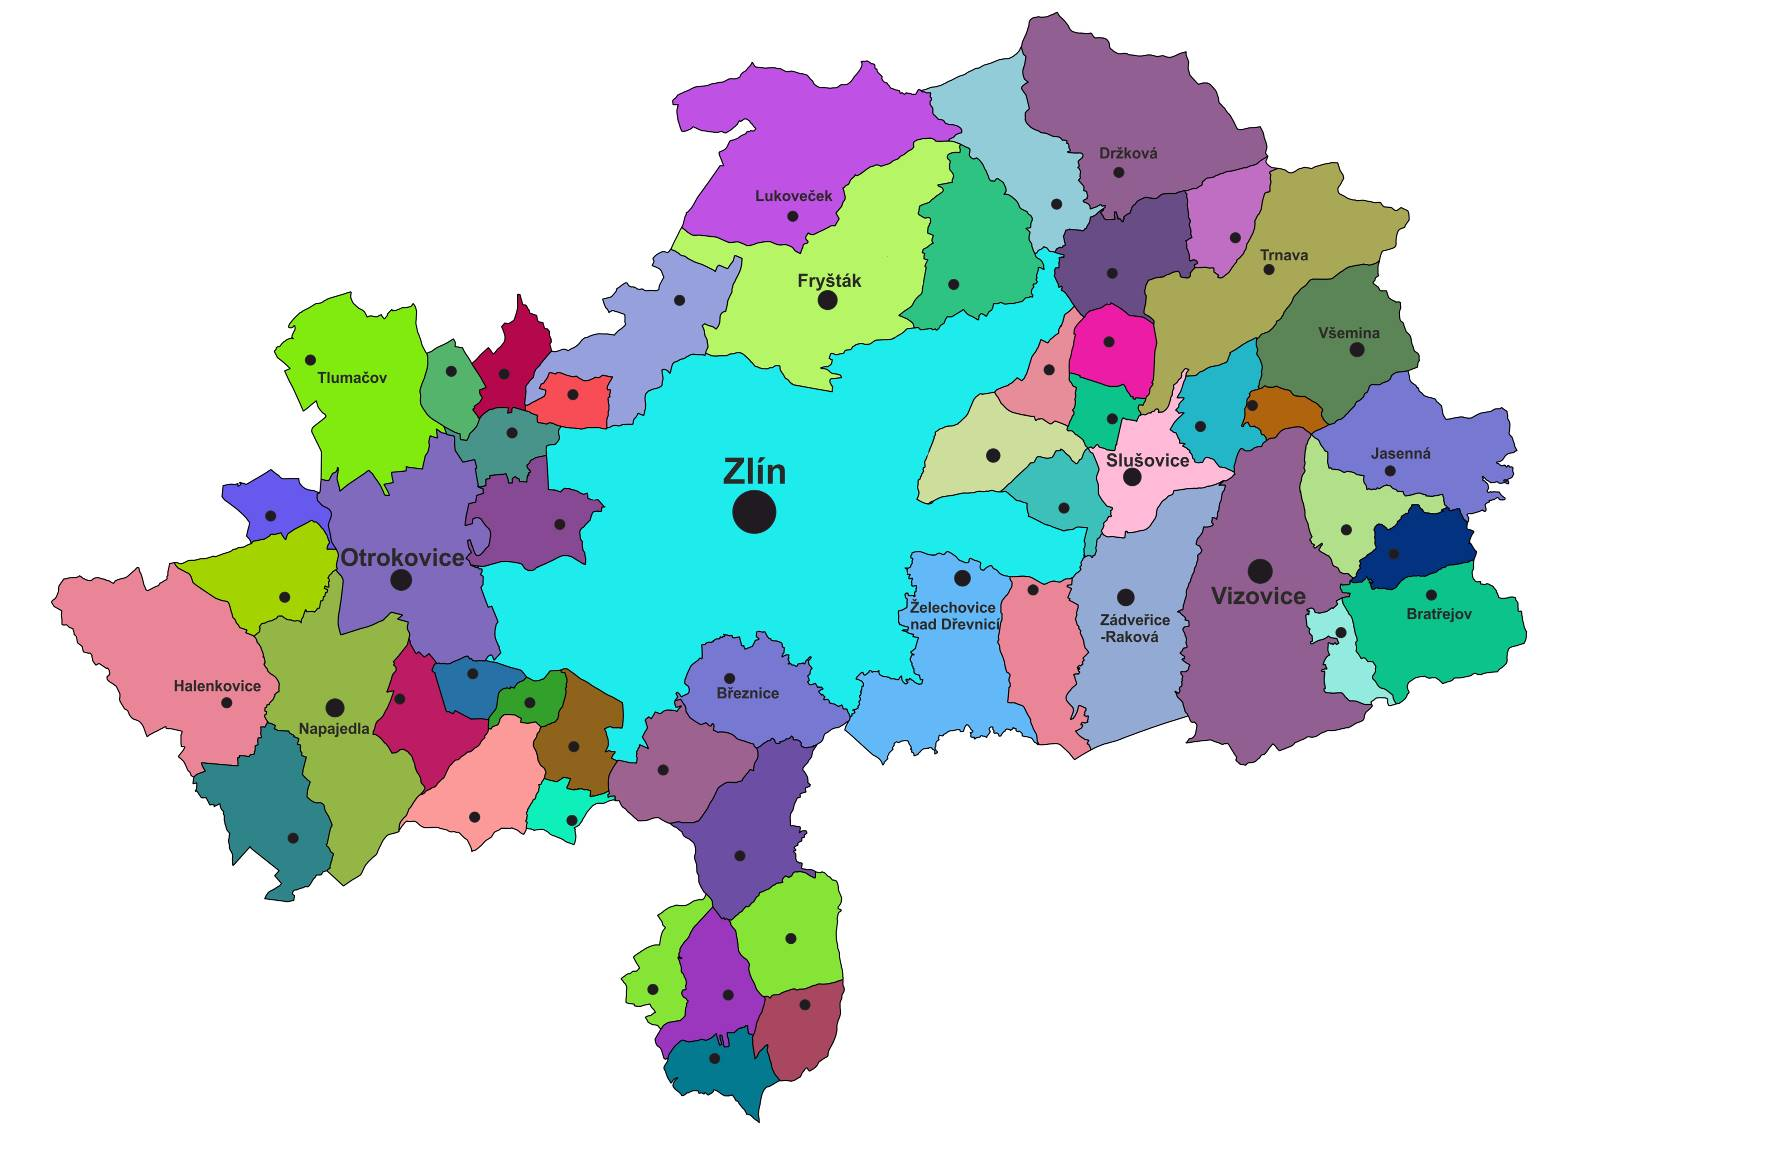 Držková
Lukoveček
Trnava
Fryšták
Všemina
Tlumačov
Jasenná
Slušovice
Zlín
Otrokovice
Vizovice
Želechovice
nad Dřevnicí
Zádveřice
-Raková
Bratřejov
Halenkovice
Březnice
Napajedla